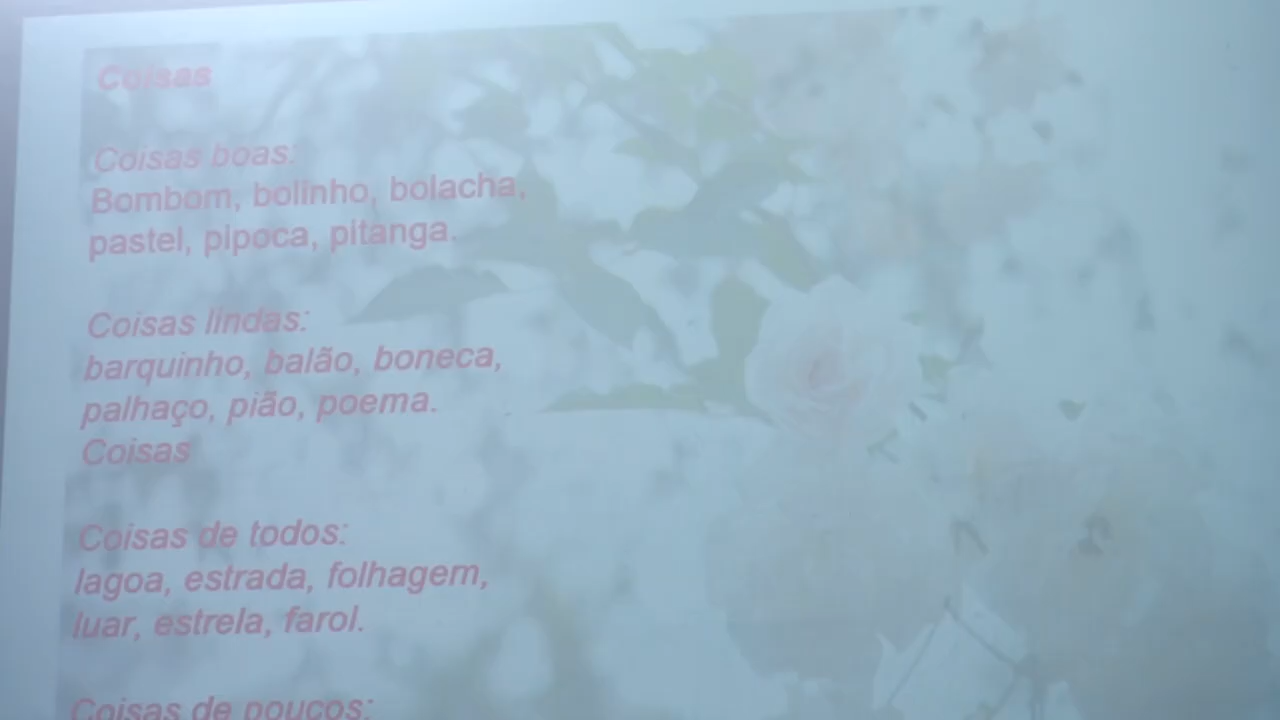 Coisas
Coisas boas:
Bombom, bolinho, bolacha,
pastel, pipoca, pitanga.
Coisas lindas:
barquinho, balão, boneca,
palhaço, pião, poema.
Coisas
Coisas de todos:
lagoa, estrada, folhagem,
luar, estrela, farol.
Coisas de poucos: